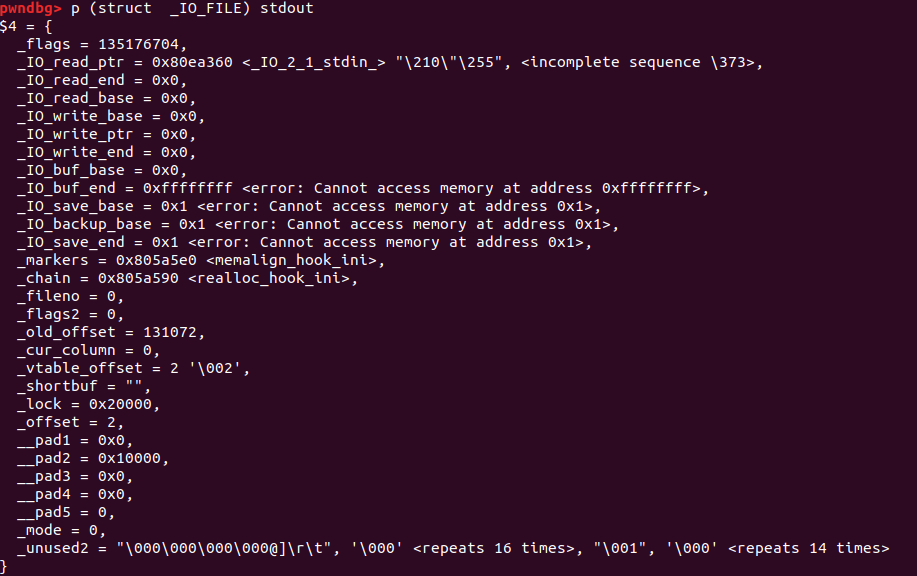 pwndbg> p (struct  _IO_FILE) stdout
$4 = {
  _flags = 135176704,
  _IO_read_ptr = 0x80ea360 <_IO_2_1_stdin_> "\210\"\255", <incomplete sequence \373>,
  _IO_read_end = 0x0,
  _IO_read_base = 0x0,
  _IO_write_base = 0x0,
  _IO_write_ptr = 0x0,
  _IO_write_end = 0x0,
  _IO_buf_base = 0x0,
  _IO_buf_end = 0xffffffff <error: Cannot access memory at address 0xffffffff>,
  _IO_save_base = 0x1 <error: Cannot access memory at address 0x1>,
  _IO_backup_base = 0x1 <error: Cannot access memory at address 0x1>,
  _IO_save_end = 0x1 <error: Cannot access memory at address 0x1>,
  _markers = 0x805a5e0 <memalign_hook_ini>,
  _chain = 0x805a590 <realloc_hook_ini>,
  _fileno = 0,
  _flags2 = 0,
  _old_offset = 131072,
  _cur_column = 0,
  _vtable_offset = 2 '\002',
  _shortbuf = "",
  _lock = 0x20000,
  _offset = 2,
  __pad1 = 0x0,
  __pad2 = 0x10000,
  __pad3 = 0x0,
  __pad4 = 0x0,
  __pad5 = 0,
  _mode = 0,
  _unused2 = "\000\000\000\000@]\r\t", '\000' <repeats 16 times>, "\001", '\000' <repeats 14 times>
}